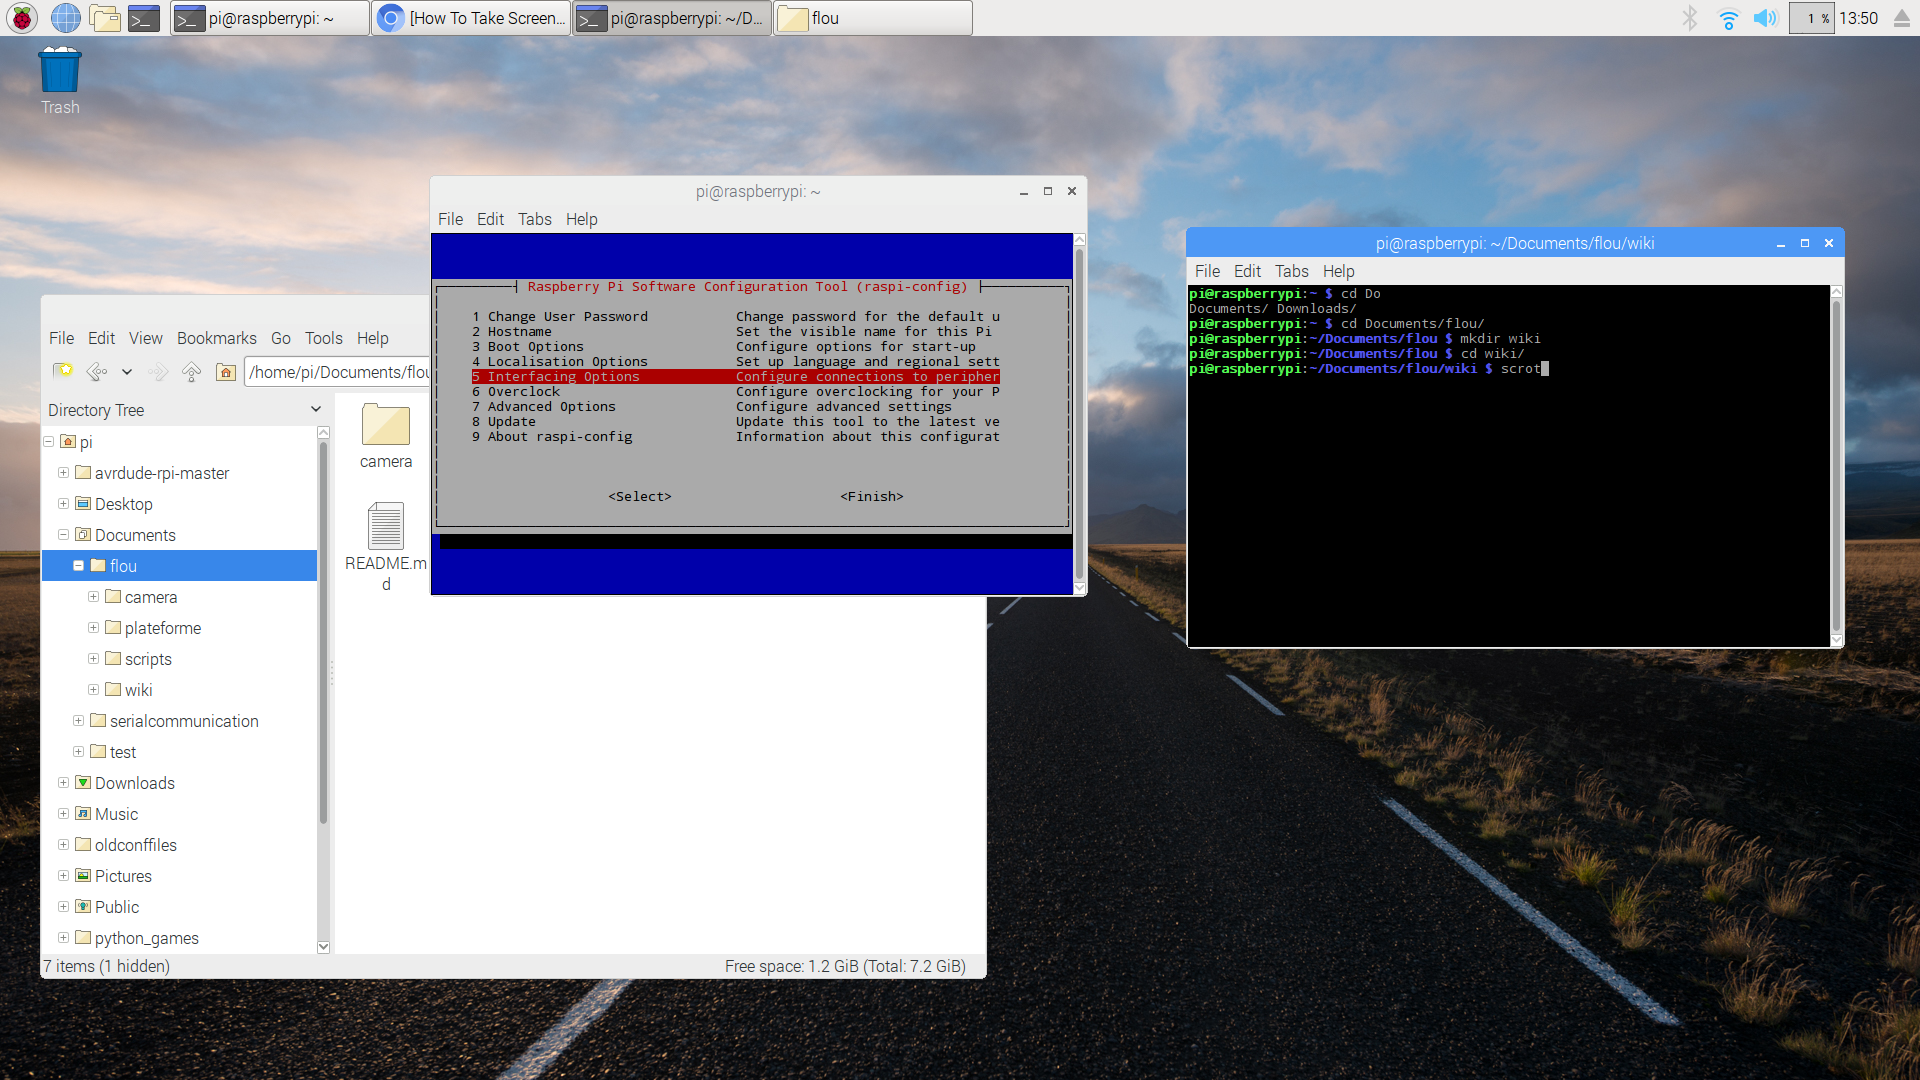 pi@raspberrypi: ~
[How To Take Screen...
pi@raspberrypi: ~/D...
flou
1 %
13:50
Trash
pi@raspberrypi: ~
File Edit Tabs Help
Raspberry Pi Software Configuration Tool (raspi-config)
1 Change User Password Change password for the default u
2 Hostname Set the visible name for this Pi
3 Boot Options Configure options for start-up
4 Localisation Options Set up language and regional sett
5 Interfacing Options Configure connections to peripher
6 Overclock Configure overclocking for your P
7 Advanced Options Configure advanced settings
8 Update Update this tool to the latest ve
9 About raspi-config Information about this configurat
<Select> <Finish>
pi@raspberrypi: ~/Documents/flou/wiki
File Edit Tabs Help
pi@raspberrypi:~ $ cd Do
Documents/ Downloads/
pi@raspberrypi:~ $ cd Documents/flou/
pi@raspberrypi:~/Documents/flou $ mkdir wiki
pi@raspberrypi:~/Documents/flou $ cd wiki/
pi@raspberrypi:~/Documents/flou/wiki $ scrot
File Edit View Bookmarks Go Tools Help
/home/pi/Documents/flou
Directory Tree
pi
avrdude-rpi-master
Desktop
Documents
flou
camera
plateforme
scripts
wiki
serialcommunication
test
Downloads
Music
oldconffiles
Pictures
Public
python_games
camera
README.m
d
7 items (1 hidden)
Free space: 1.2 GiB (Total: 7.2 GiB)